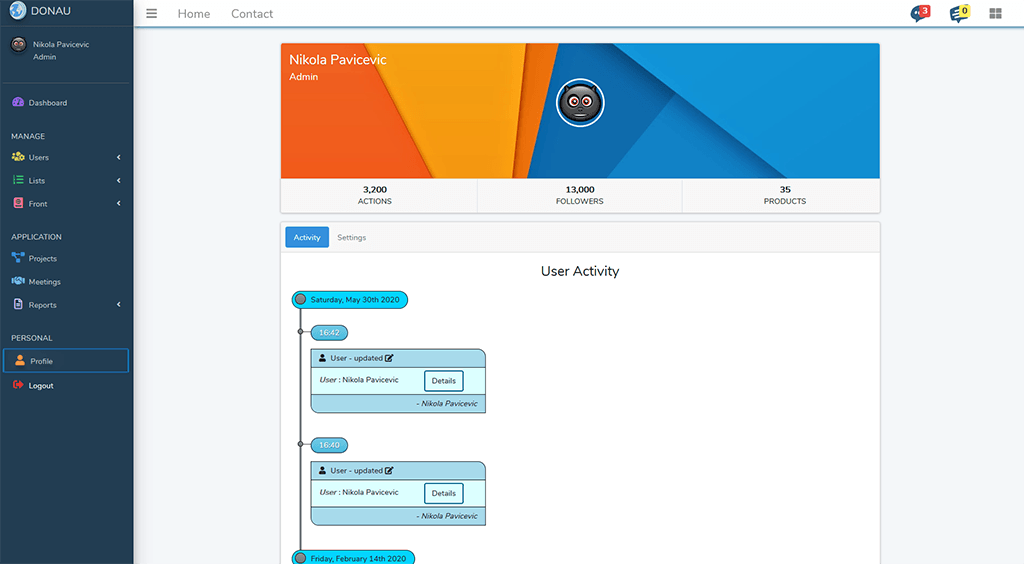 DONAU
Nikola Pavicevic
Admin
Dashboard
MANAGE
Users
Lists
Front
APPLICATION
Projects
Meetings
Reports
PERSONAL
Profile
Logout
Home Contact
3 0
Nikola Pavicevic
Admin
3,200 13,000 35
ACTIONS FOLLOWERS PRODUCTS
Activity Settings
User Activity
Saturday, May 30th 2020
16:42
User - updated
User : Nikola Pavicevic Details
- Nikola Pavicevic
16:40
User - updated
User : Nikola Pavicevic Details
- Nikola Pavicevic
Friday, February 14th 2020